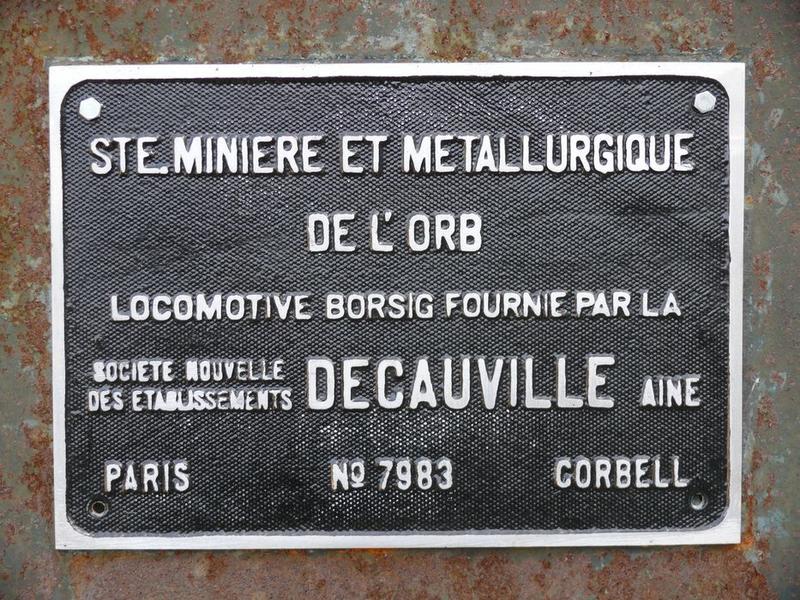 STE. MINIERE ET METALLURGIQUE
DE L' ORB
LOCOMOTIVE BORSIG FOURNIE PAR LA
SOCIETE NOUVELLE
DES ETABLISSEMENTS DECAUVILLE AINE
PARIS Nº 7983 CORBELL